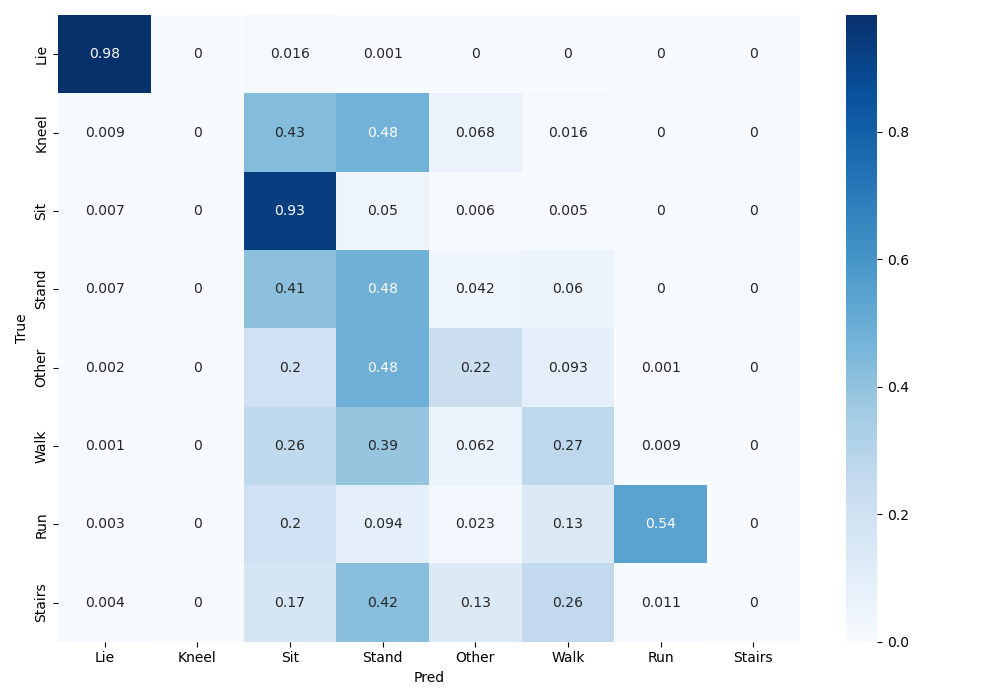 Lie 0.98 0 0.016 0.001 0 0 0 0
Kneel 0.009 0 0.43 0.48 0.068 0.016 0 0
0.8
Sit 0.007 0 0.93 0.05 0.006 0.005 0 0
0.6
Stand 0.007 0 0.41 0.48 0.042 0.06 0 0
True
Other 0.002 0 0.2 0.48 0.22 0.093 0.001 0
0.4
Walk 0.001 0 0.26 0.39 0.062 0.27 0.009 0
0.2
Run 0.003 0 0.2 0.094 0.023 0.13 0.54 0
Stairs 0.004 0 0.17 0.42 0.13 0.26 0.011 0
0.0
Lie Kneel Sit Stand Other Walk Run Stairs
Pred